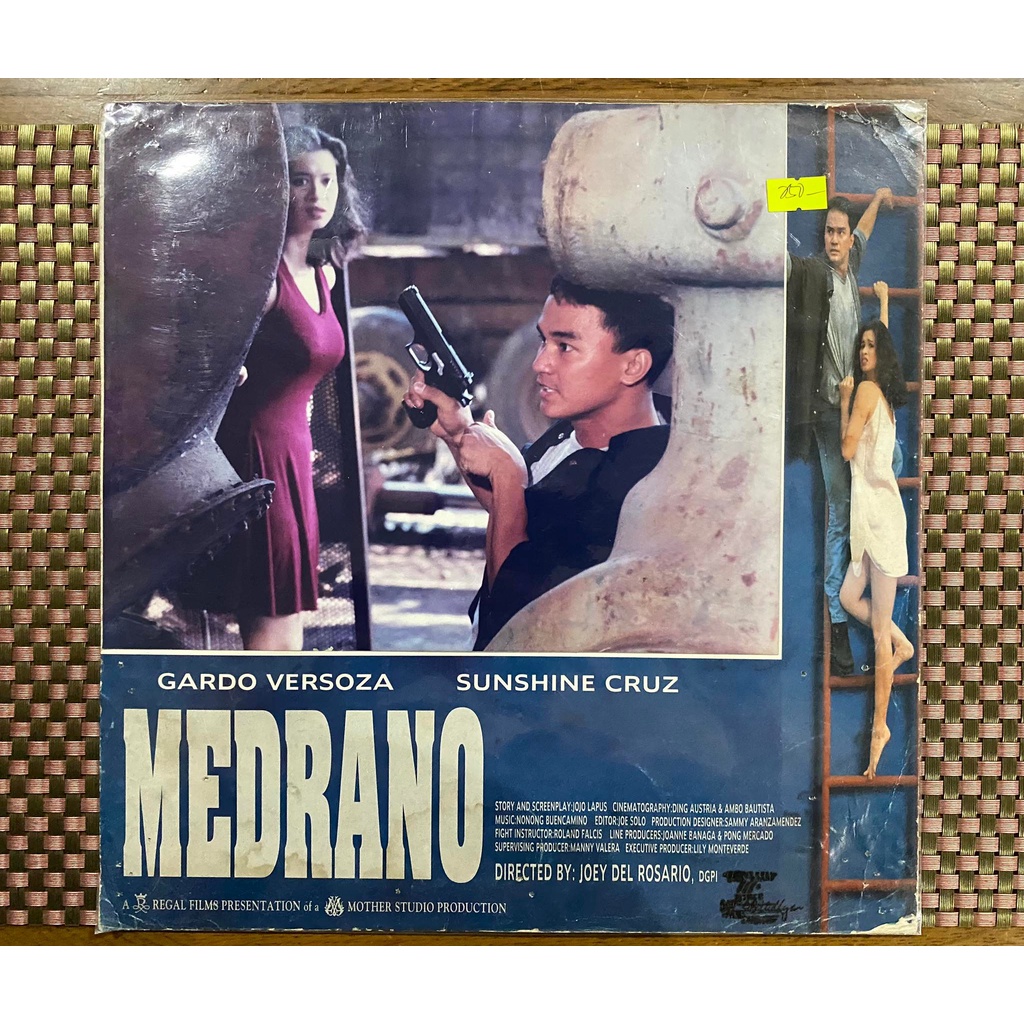 250-
GARDO VERSOZA SUNSHINE CRUZ
MEDRANO
STORY AND SCREENPLAY:JOJO LAPUS CINEMATOGRAPHY:DING AUSTRIA & AMBO BAUTISTA
MUSIC:NONONG BUENCAMINO EDITOR:JOE SOLO PRODUCTION DESIGNER:SAMMY ARANZAMENDEZ
FIGHT INSTRUCTOR:ROLAND FALCIS LINE PRODUCERS:JOANNE BANAGA & PONG MERCADO
SUPERVISING PRODUCER:MANNY VALERA EXECUTIVE PRODUCER:LILY MONTEVERDE
DIRECTED BY: JOEY DEL ROSARIO, DGPI
A REGAL FILMS PRESENTATION of a MOTHER STUDIO PRODUCTION